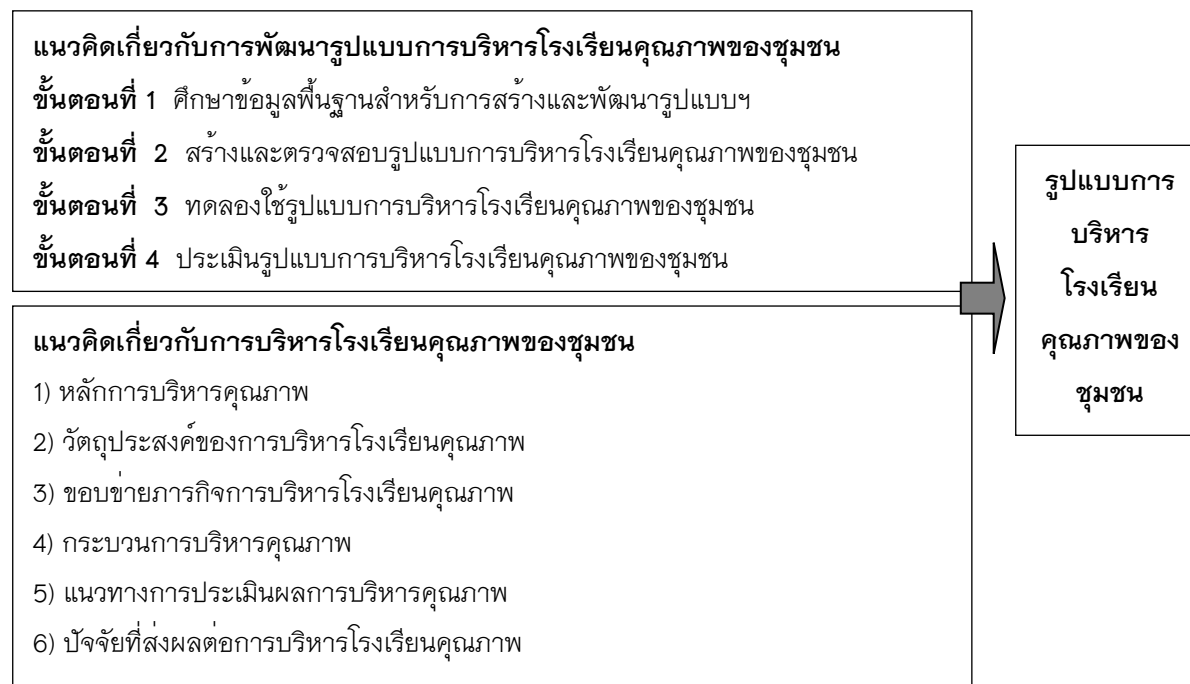 แนวคิดเกี่ยวกับการพัฒนารูปแบบการบริหารโรงเรียนคุณภาพของชุมชน
ขั้นตอนที่ 1 ศึกษาข้อมูลพื้นฐานสำหรับการสร้างและพัฒนารูปแบบฯ
ขั้นตอนที่ 2 สร้างและตรวจสอบรูปแบบการบริหารโรงเรียนคุณภาพของชุมชน
ขั้นตอนที่ 3 ทดลองใช้รูปแบบการบริหารโรงเรียนคุณภาพของชุมชน
ขั้นตอนที่ 4 ประเมินรูปแบบการบริหารโรงเรียนคุณภาพของชุมชน
แนวคิดเกี่ยวกับการบริหารโรงเรียนคุณภาพของชุมชน
1) หลักการบริหารคุณภาพ
2) วัตถุประสงค์ของการบริหารโรงเรียนคุณภาพ
3) ขอบข่ายภารกิจการบริหารโรงเรียนคุณภาพ
4) กระบวนการบริหารคุณภาพ
5) แนวทางการประเมินผลการบริหารคุณภาพ
6) ปัจจัยที่ส่งผลต่อการบริหารโรงเรียนคุณภาพ
รูปแบบการ
บริหาร
โรงเรียน
คุณภาพของ
ชุมชน